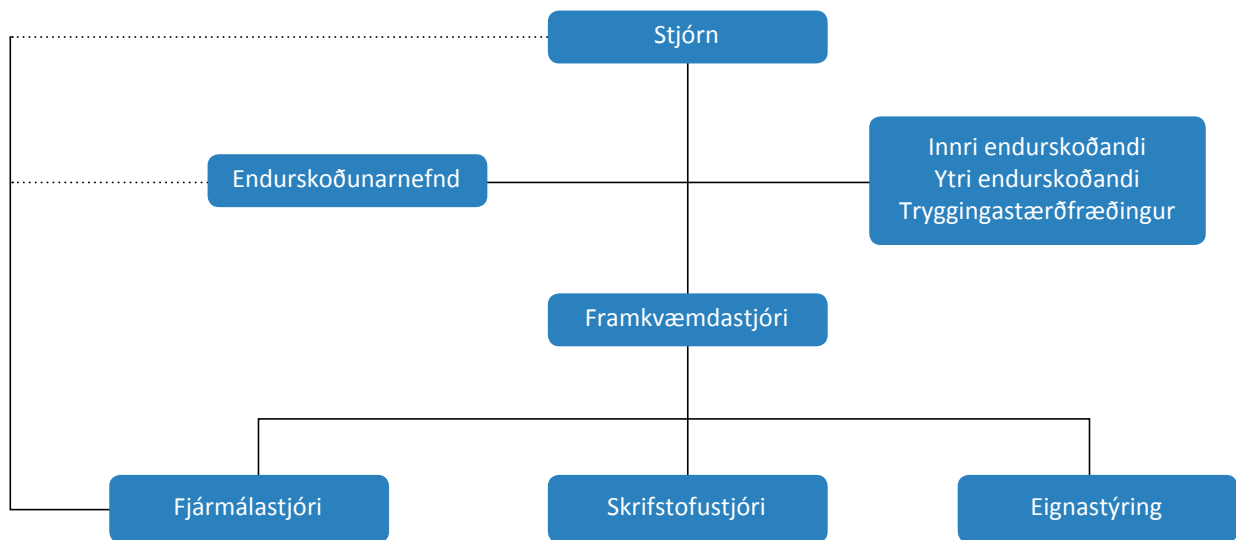 Stjórn
Endurskoðunarnefnd
Innri endurskoðandi
Ytri endurskoðandi
Tryggingastærðfræðingur
Framkvæmdastjóri
Fjármálastjóri
Skrifstofustjóri
Eignastýring